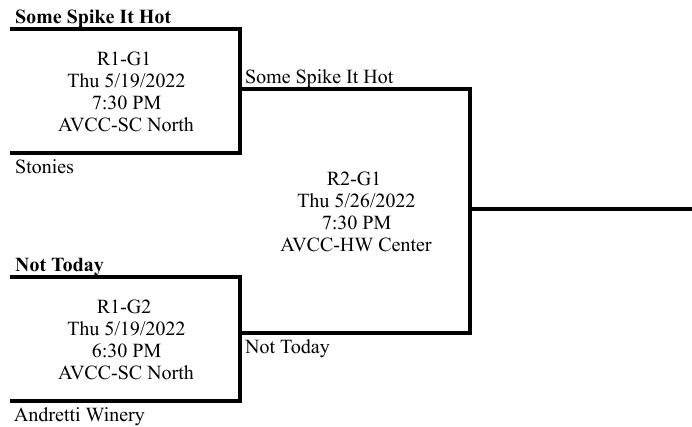 Some Spike It Hot
R1-G1
Thu 5/19/2022
7:30 PM
AVCC-SC North
Stonies
Some Spike It Hot
R2-G1
Thu 5/26/2022
7:30 PM
AVCC-HW Center
Not Today
Not Today
R1-G2
Thu 5/19/2022
6:30 PM
AVCC-SC North
Andretti Winery